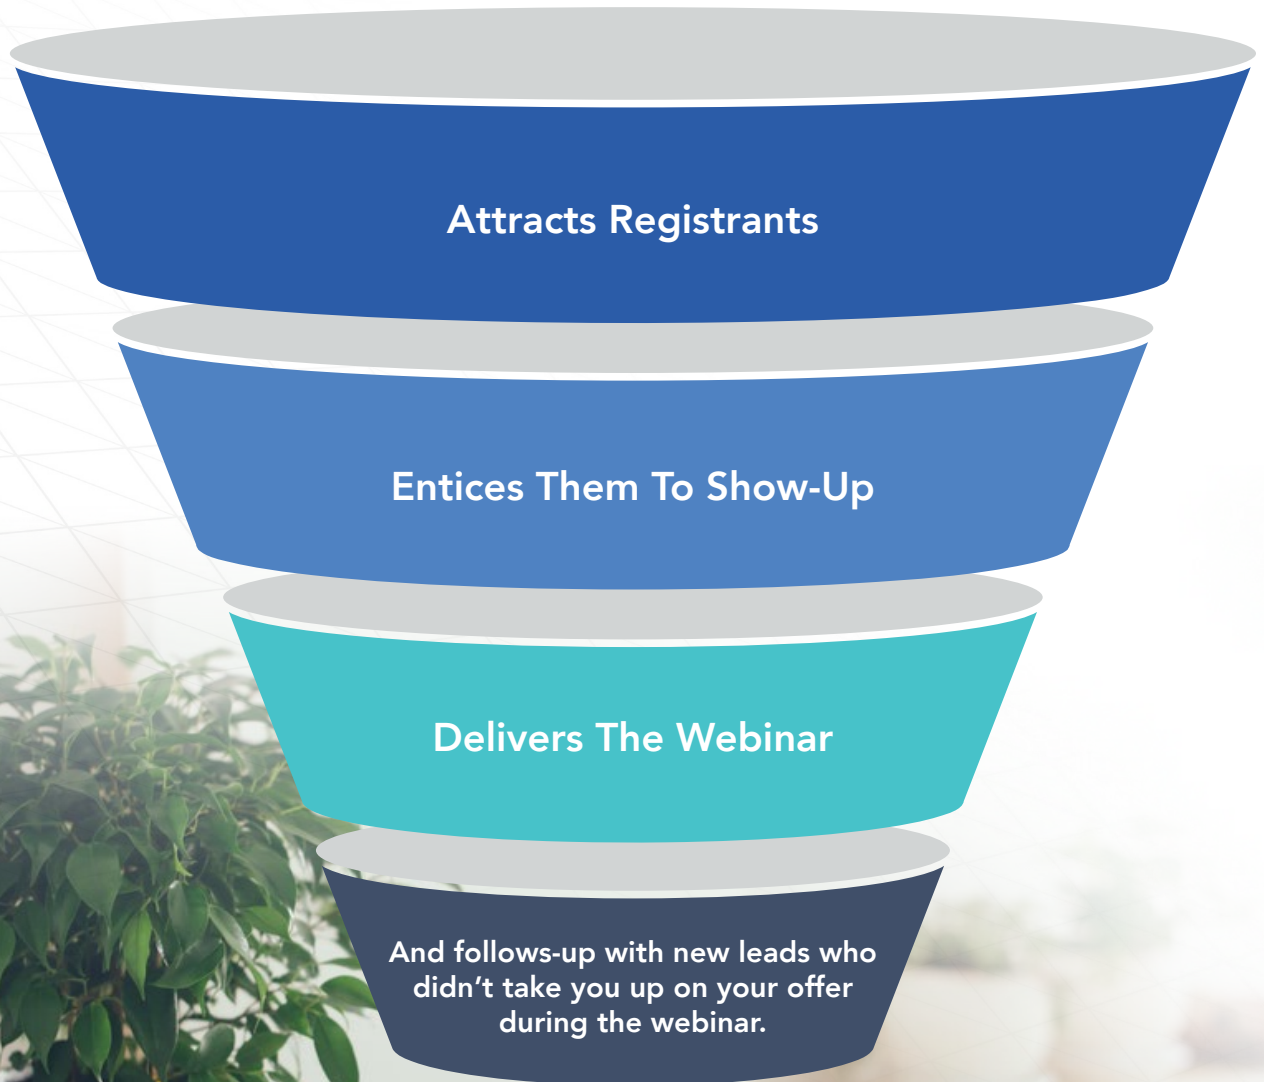 Attracts Registrants
Entices Them To Show-Up
Delivers The Webinar
And follows-up with new leads who
didn’t take you up on your offer
during the webinar.